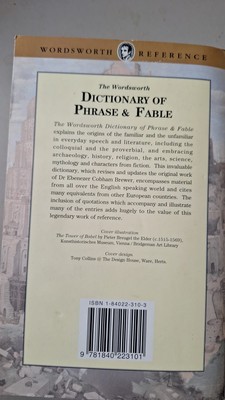 WORDSWORTH REFERENCE
The Wordsworth
DICTIONARY OF
PHRASE & FABLE
The Wordsworth Dictionary of Phrase & Fable
explains the origins of the familiar and the unfamiliar
in everyday speech and literature, including the
colloquial and the proverbial, and embracing
archaeology, history, religion, the arts, science,
mythology and characters from fiction. This invaluable
dictionary, which revises and updates the original work
of Dr Ebenezer Cobham Brewer, encompasses material
from all over the English speaking world and cites
many equivalents from other European countries. The
inclusion of quotations which accompany and illustrate
many of the entries adds hugely to the value of this
legendary work of reference.
Cover illustration
The Tower of Babel by Pieter Breugel the Elder (c.1515-1569).
Kunsthistorisches Museum, Vienna - Bridgeman Art Library
Cover design
Tony Collins @ The Design House, Ware, Herts.
ISBN 1-84022-310-3
9 781840 223101 >